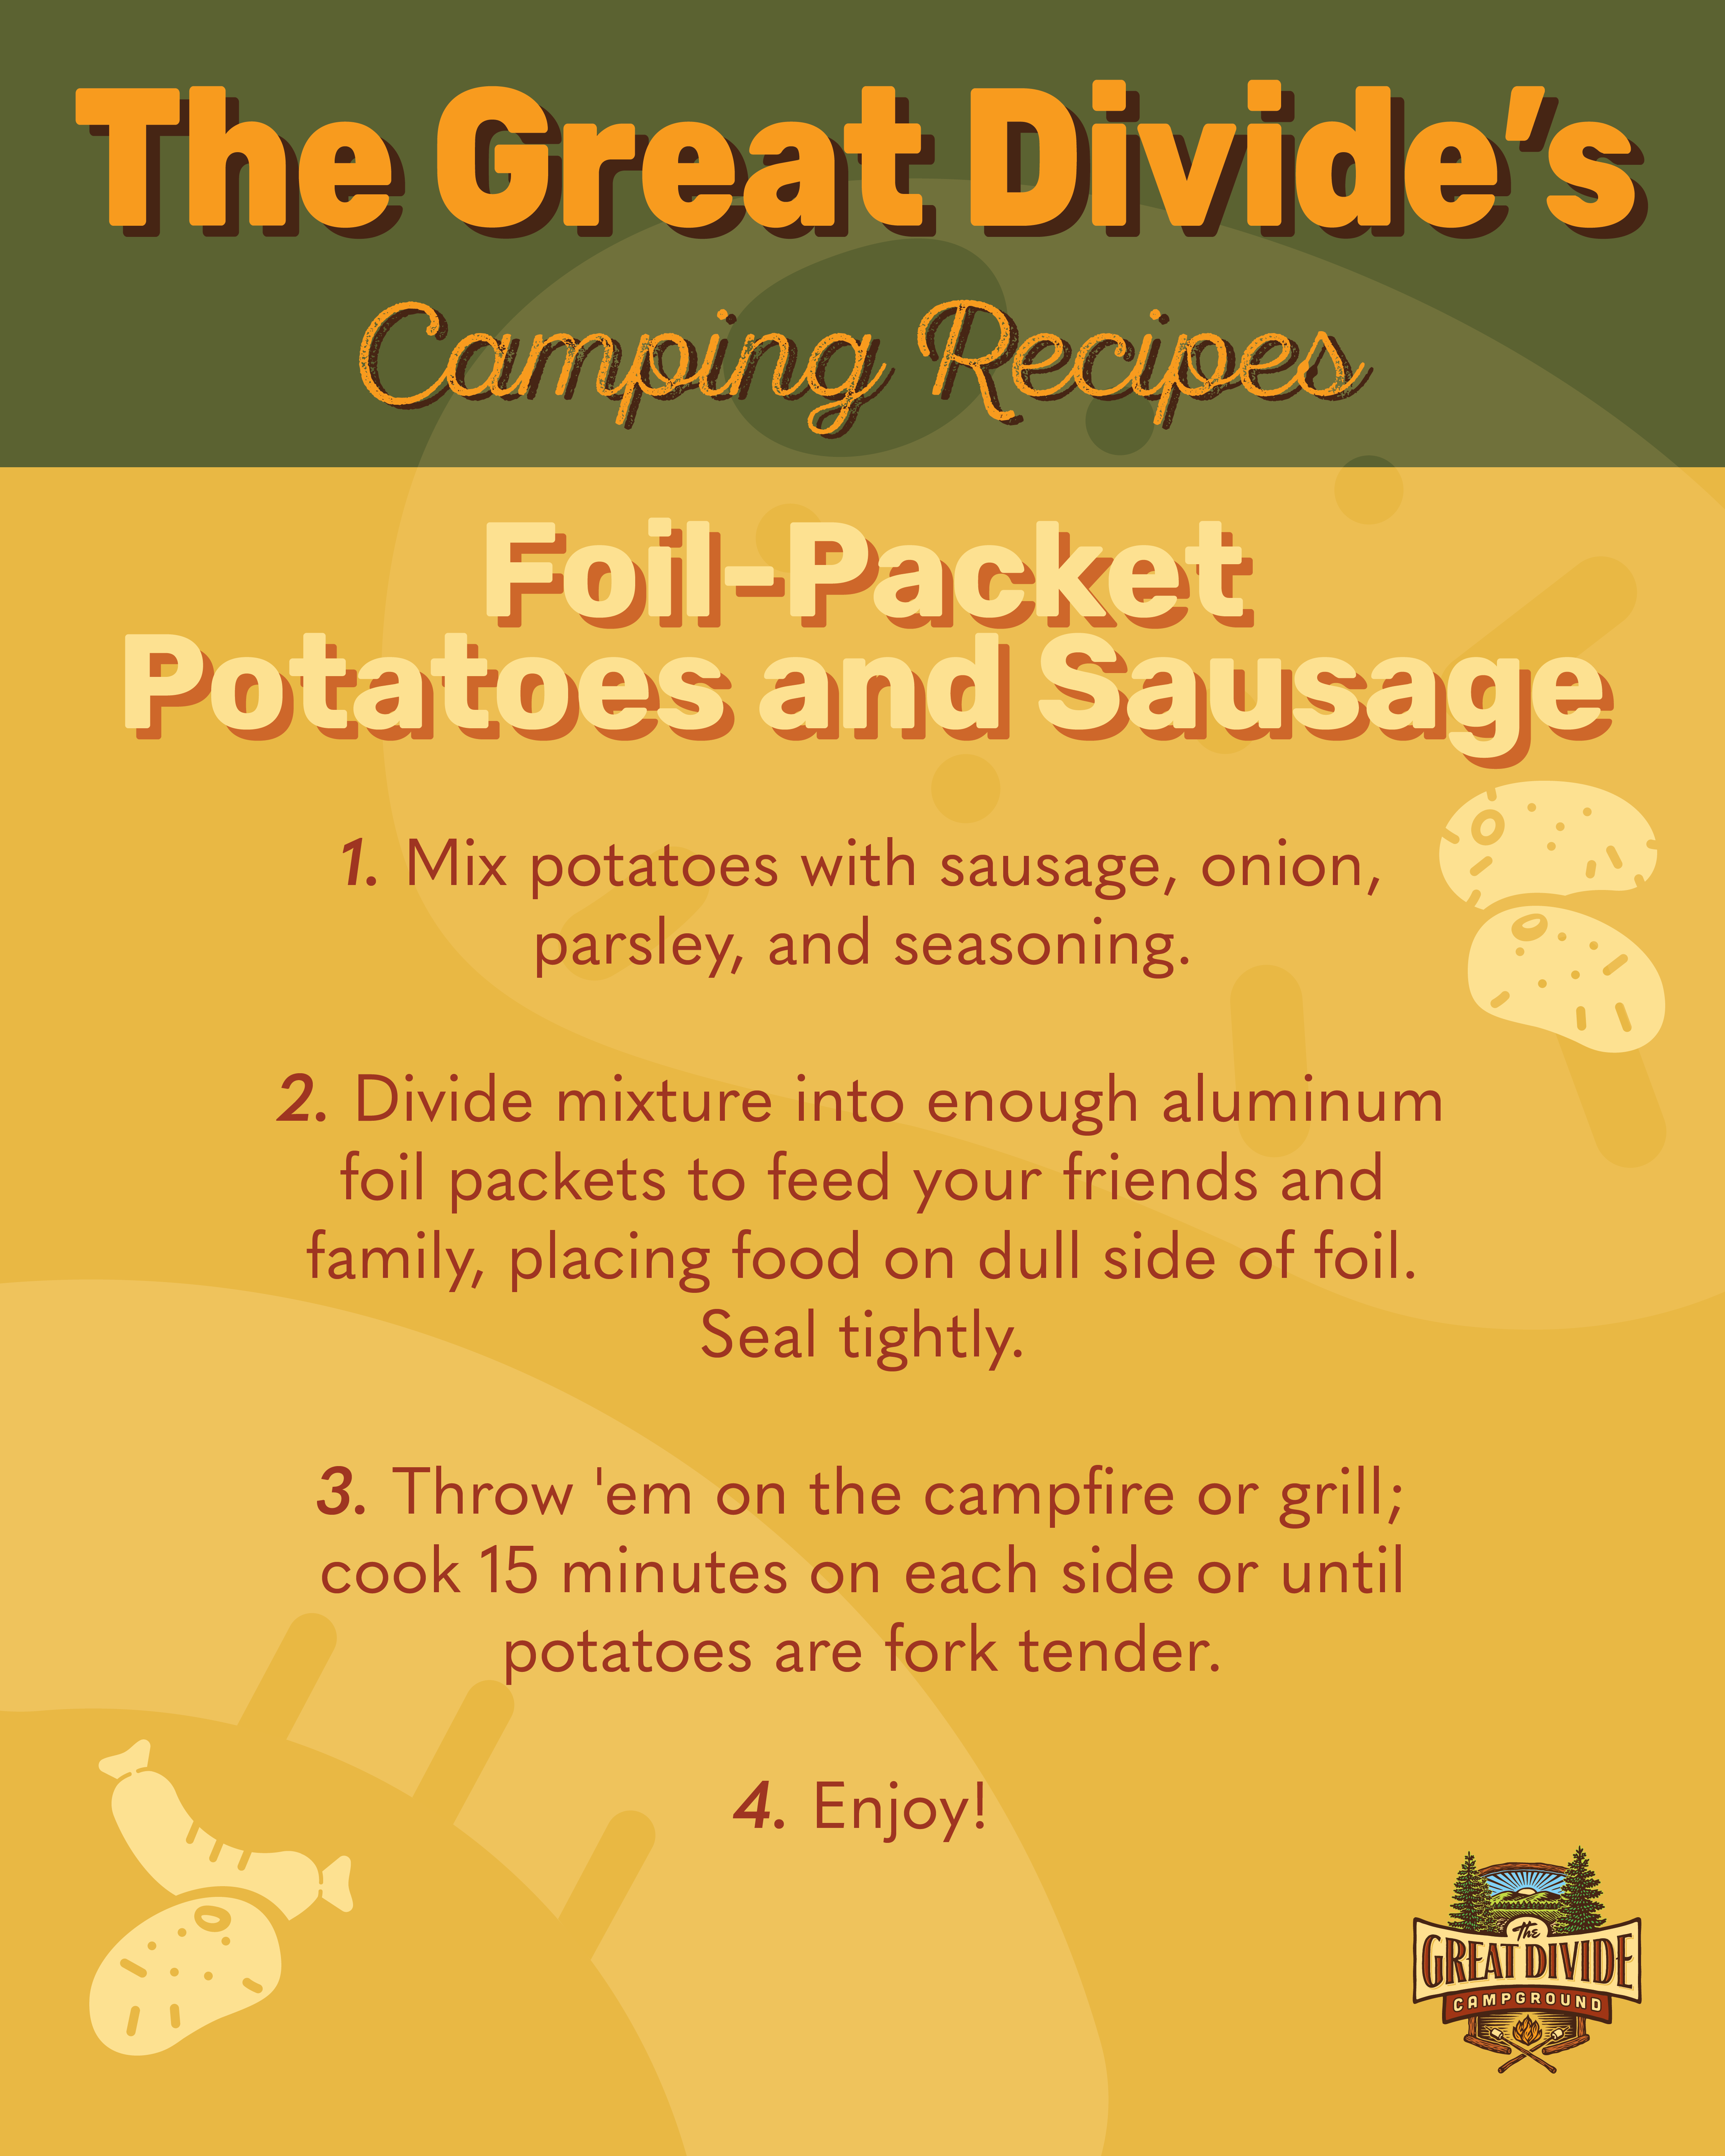 The Great Divide’s
Camping Recipes
Foil-Packet
Potatoes and Sausage
1. Mix potatoes with sausage, onion,
parsley, and seasoning.
2. Divide mixture into enough aluminum
foil packets to feed your friends and
family, placing food on dull side of foil.
Seal tightly.
3. Throw 'em on the campfire or grill;
cook 15 minutes on each side or until
potatoes are fork tender.
4. Enjoy!
The
GREAT DIVIDE
CAMPGROUND